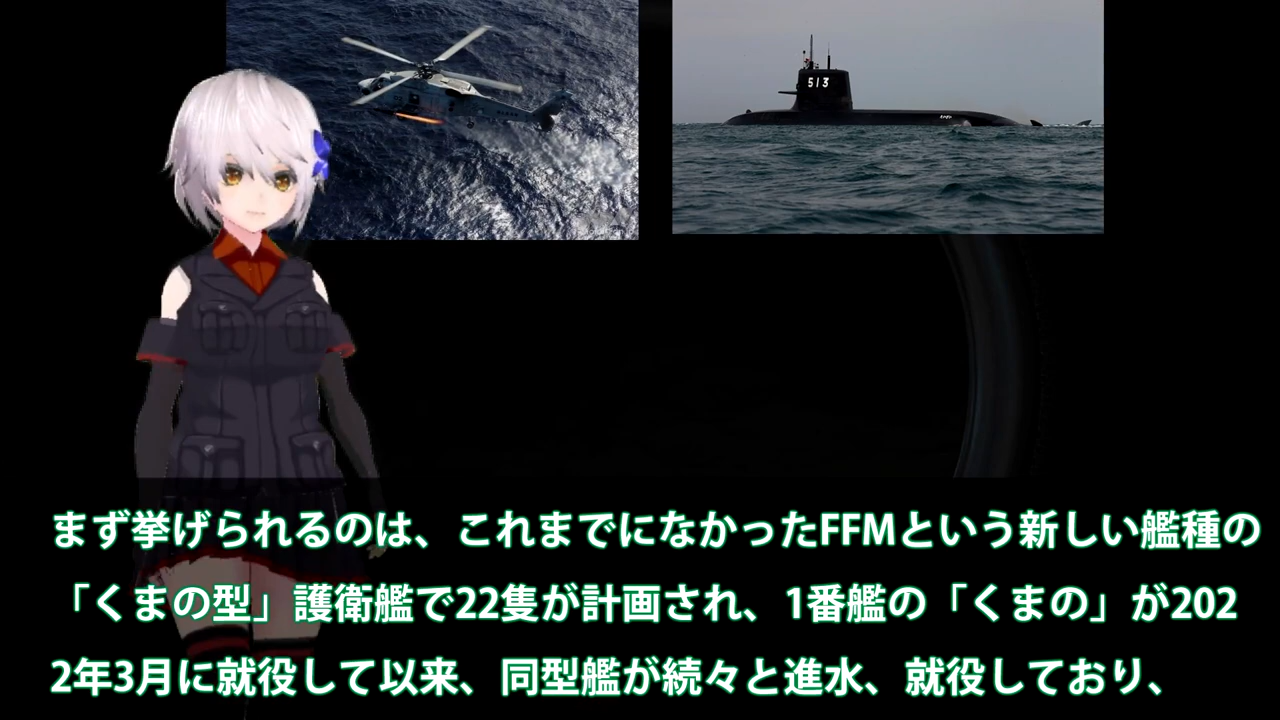 513
まず挙げられるのは、これまでになかったFFMという新しい艦種の
「くまの型」護衛艦で22隻が計画され、1番艦の「くまの」が202
2年3月に就役して以来、同型艦が続々と進水、就役しており、